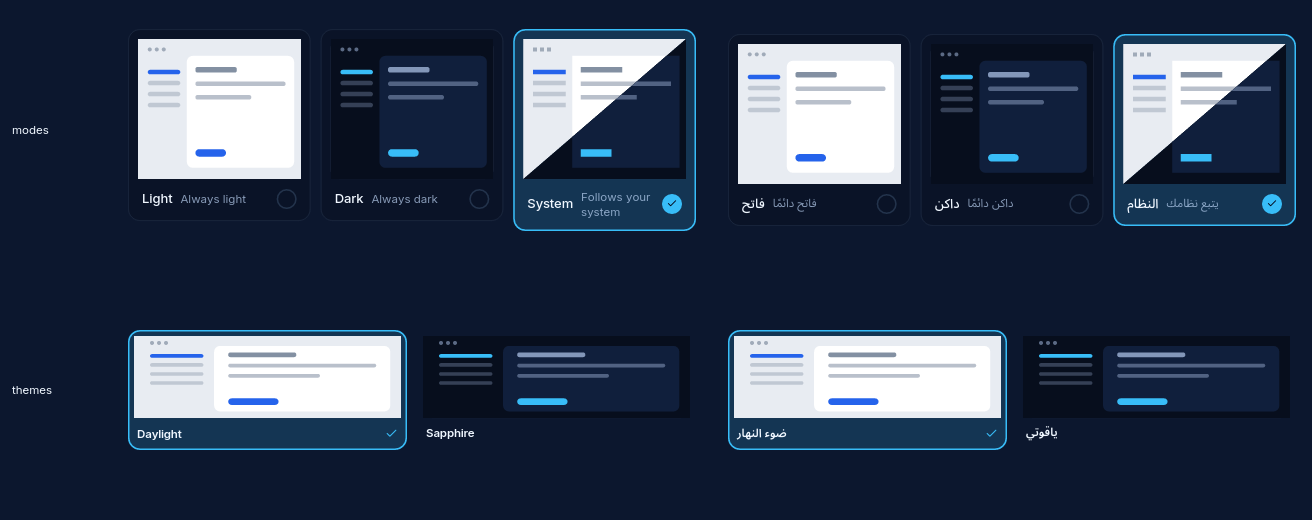 modes
Light Always light
Dark Always dark
System Follows your
system
فاتح فاتح دائمًا
داكن داكن دائمًا
النظام يتبع نظامك
themes
Daylight
Sapphire
ضوء النهار
ياقوتي